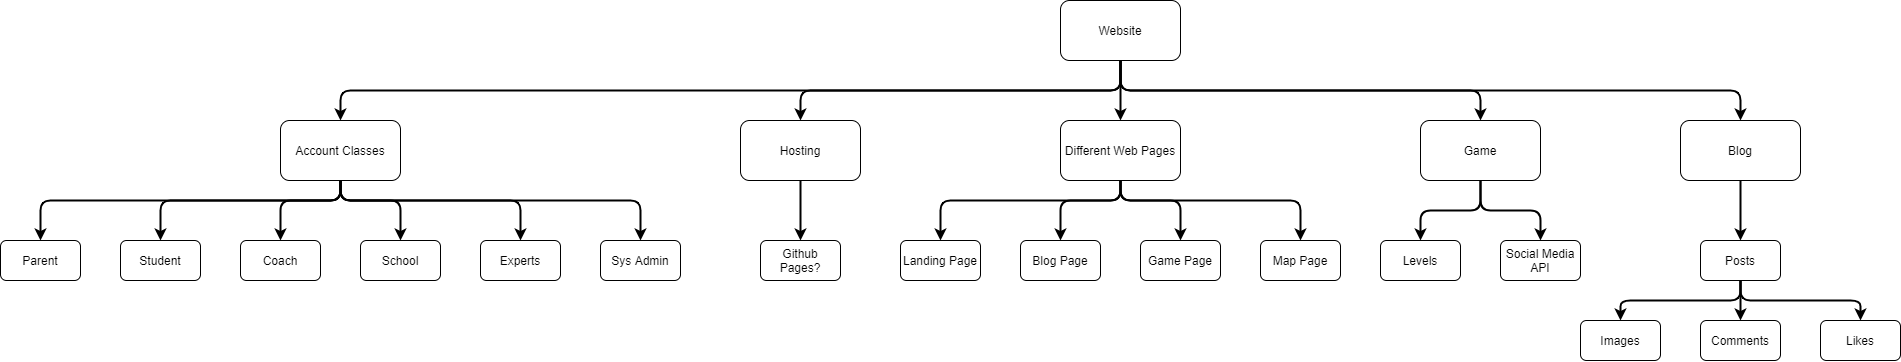 Website
Account Classes
Hosting
Different Web Pages
Game
Blog
Parent
Student
Coach
School
Experts
Sys Admin
Github
Pages?
Landing Page
Blog Page
Game Page
Map Page
Levels
Social Media
API
Posts
Images
Comments
Likes